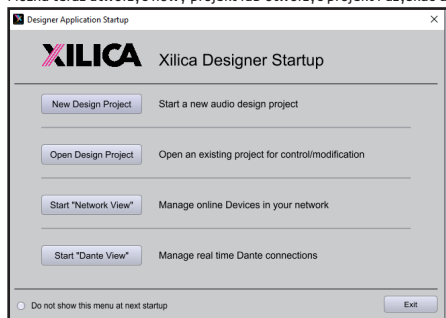 Designer Application Startup
XILICA Xilica Designer Startup
New Design Project Start a new audio design project
Open Design Project Open an existing project for control/modification
Start "Network View" Manage online Devices in your network
Start "Dante View" Manage real time Dante connections
Do not show this menu at next startup
Exit